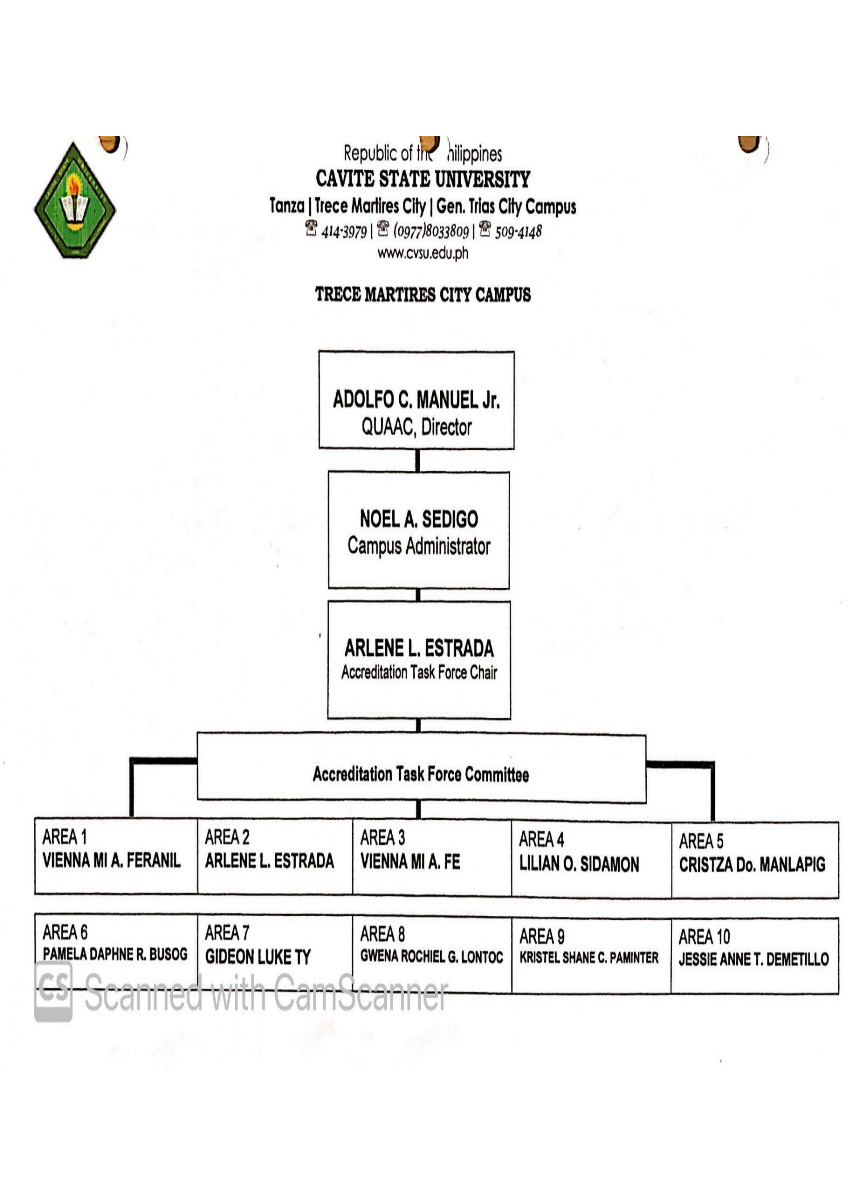 Republic of the Philippines
CAVITE STATE UNIVERSITY
Tanza | Trece Martires City | Gen. Trias City Campus
☎ 414-3979 | ☎ (0977)8033809 | ☎ 509-4148
www.cvsu.edu.ph
TRECE MARTIRES CITY CAMPUS
ADOLFO C. MANUEL Jr.
QUAAC, Director
NOEL A. SEDIGO
Campus Administrator
ARLENE L. ESTRADA
Accreditation Task Force Chair
Accreditation Task Force Committee
AREA 1
VIENNA MI A. FERANIL
AREA 2
ARLENE L. ESTRADA
AREA 3
VIENNA MI A. FE
AREA 4
LILIAN O. SIDAMON
AREA 5
CRISTZA Do. MANLAPIG
AREA 6
PAMELA DAPHNE R. BUSOG
AREA 7
GIDEON LUKE TY
AREA 8
GWENA ROCHIEL G. LONTOC
AREA 9
KRISTEL SHANE C. PAMINTER
AREA 10
JESSIE ANNE T. DEMETILLO
CS Scanned with CamScanner